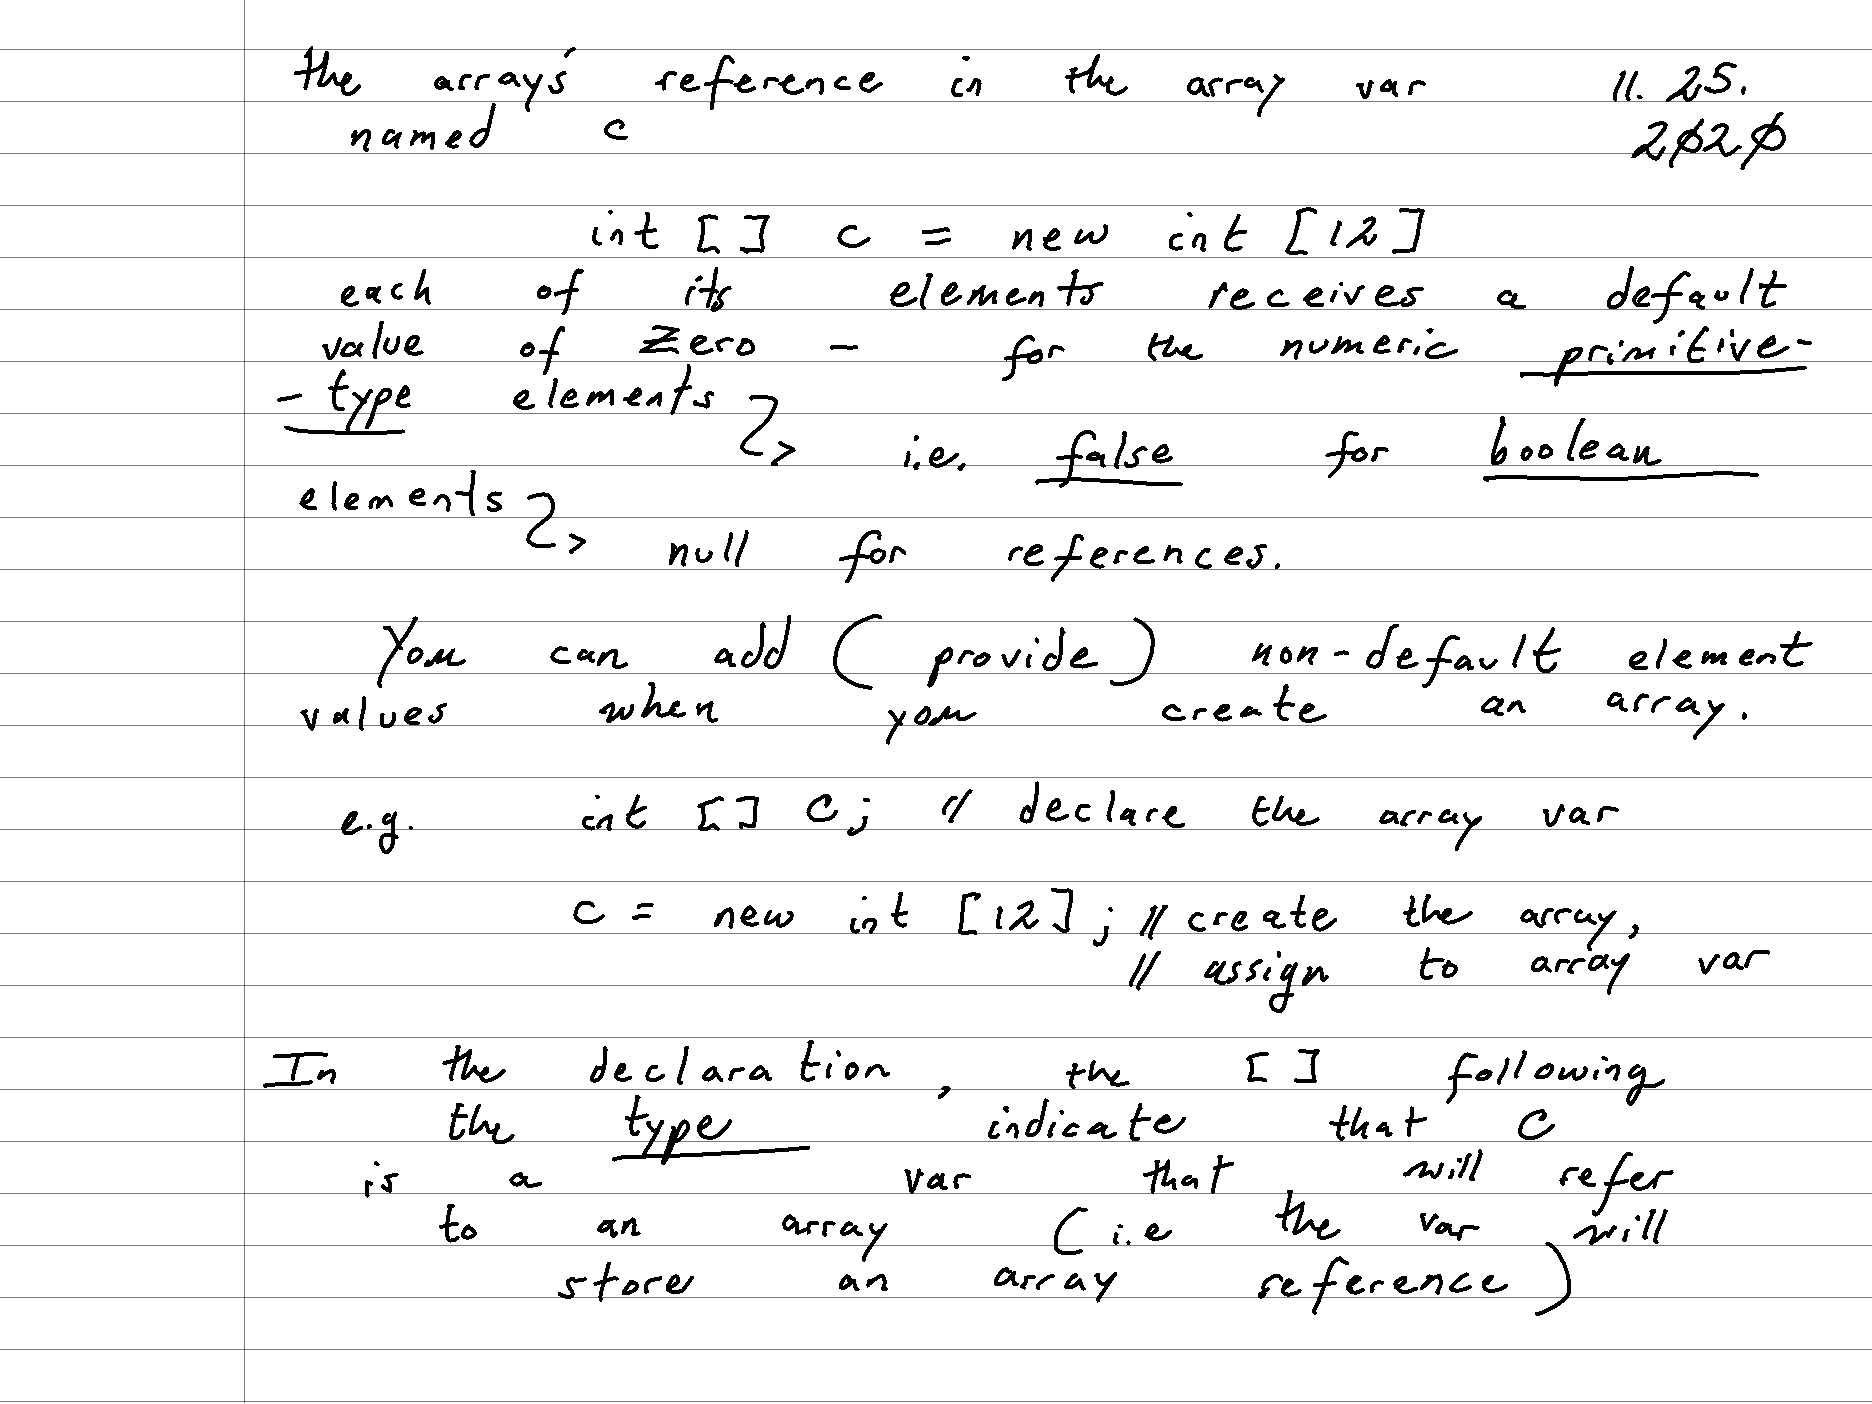 the array's reference in the array var 11. 25.
named c 2020
int [ ] c = new int [12]
each of its elements receives a default
value of zero - for the numeric primitive-
- type elements
i.e. false for boolean
elements
null for references.
You can add ( provide ) non-default element
values when you create an array.
e.g. int [ ] c; // declare the array var
c = new int [12]; // create the array,
// assign to array var
In the declaration, the [ ] following
the type indicate that c
is a var that will refer
to an array (i.e the var will
store an array reference)